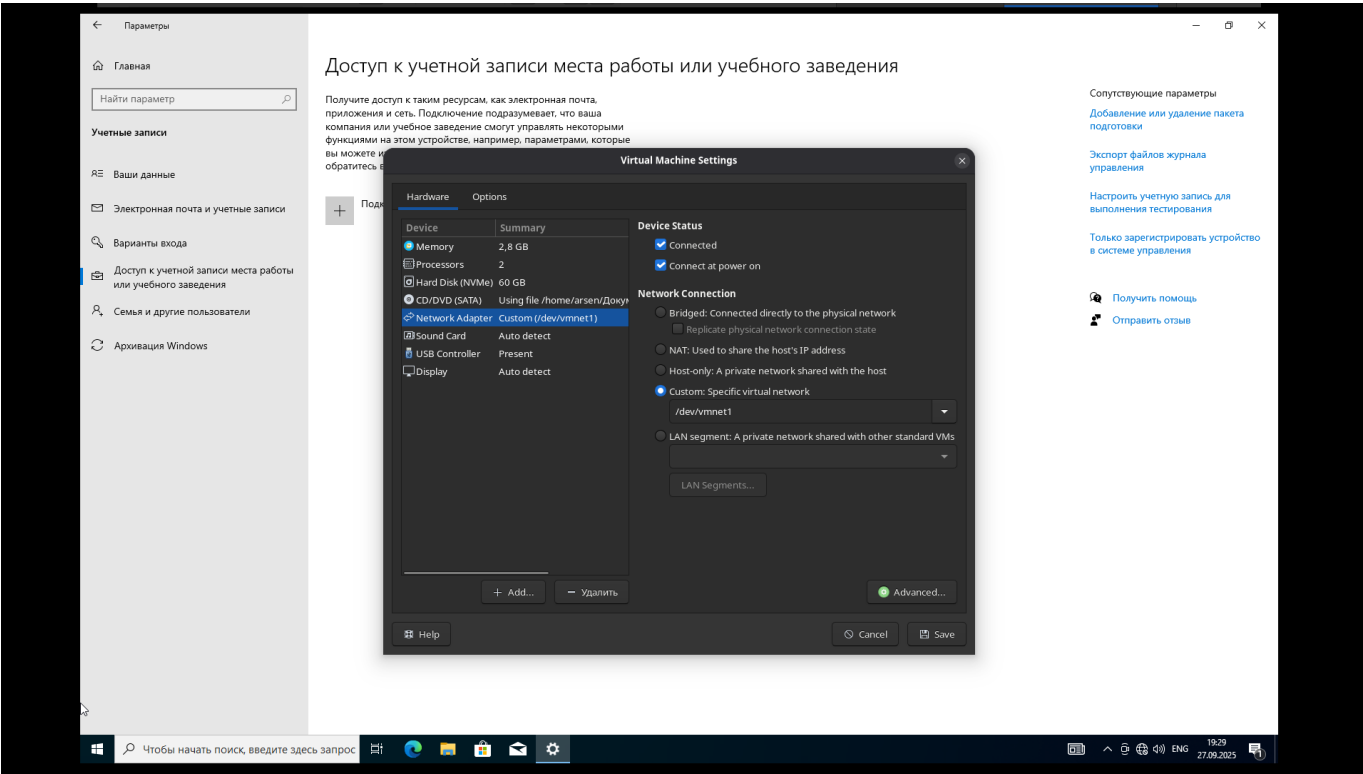 Параметры
Главная
Найти параметр
Учетные записи
Ваши данные
Электронная почта и учетные записи
Варианты входа
Доступ к учетной записи места работы
или учебного заведения
Семья и другие пользователи
Архивация Windows
Доступ к учетной записи места работы или учебного заведения
Получите доступ к таким ресурсам, как электронная почта,
приложения и сеть. Подключение подразумевает, что ваша
компания или учебное заведение смогут управлять некоторыми
функциями на этом устройстве, например, параметрами, которые
вы можете
обратитесь
Сопутствующие параметры
Добавление или удаление пакета
подготовки
Экспорт файлов журнала
управления
Настроить учетную запись для
выполнения тестирования
Только зарегистрировать устройство
в системе управления
Получить помощь
Отправить отзыв
Virtual Machine Settings
Hardware Options
Device Summary
Memory 2,8 GB
Processors 2
Hard Disk (NVMe) 60 GB
CD/DVD (SATA) Using file /home/arsen/Докум
Network Adapter Custom (/dev/vmnet1)
Sound Card Auto detect
USB Controller Present
Display Auto detect
+ Add... − Удалить
Device Status
Connected
Connect at power on
Network Connection
Bridged: Connected directly to the physical network
Replicate physical network connection state
NAT: Used to share the host's IP address
Host-only: A private network shared with the host
Custom: Specific virtual network
/dev/vmnet1
LAN segment: A private network shared with other standard VMs
LAN Segments...
Advanced...
Help
Cancel Save
Чтобы начать поиск, введите здесь запрос
ENG
19:29
27.09.2025
1